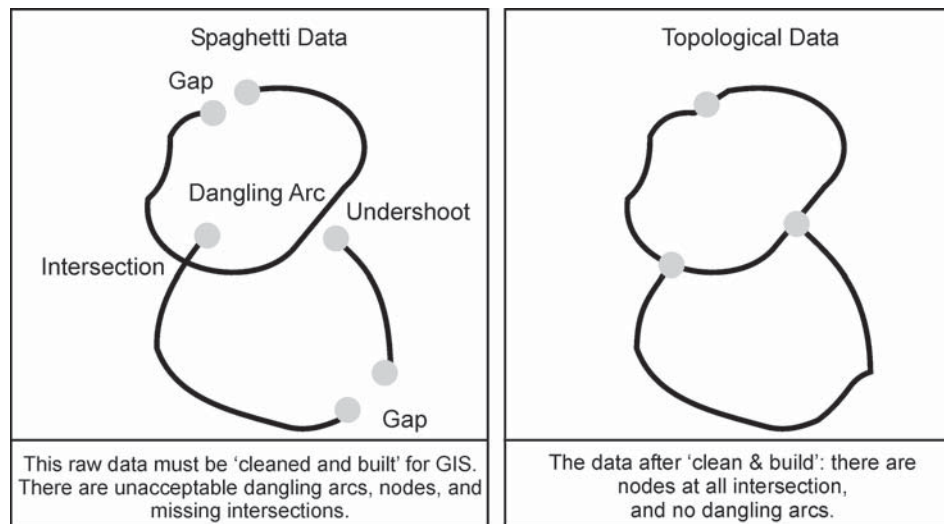 Spaghetti Data
Gap
Dangling Arc
Undershoot
Intersection
Gap
This raw data must be ‘cleaned and built’ for GIS.
There are unacceptable dangling arcs, nodes, and
missing intersections.
Topological Data
The data after ‘clean & build’: there are
nodes at all intersection,
and no dangling arcs.